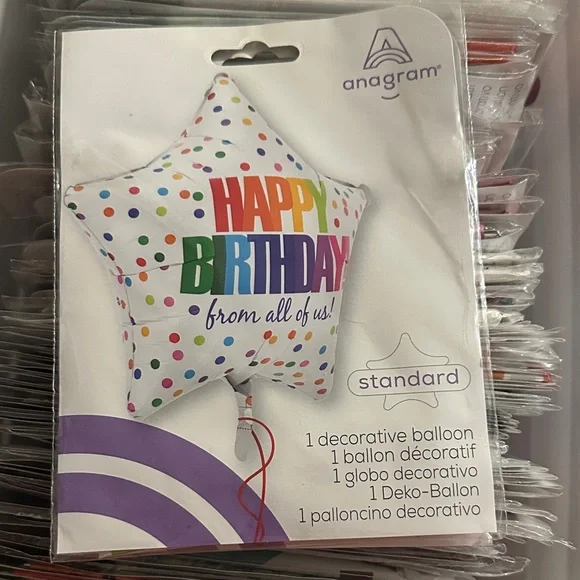 anagram®
HAPPY
BIRTHDAY!
from all of us!
standard
1 decorative balloon
1 ballon décoratif
1 globo decorativo
1 Deko-Ballon
1 palloncino decorativo